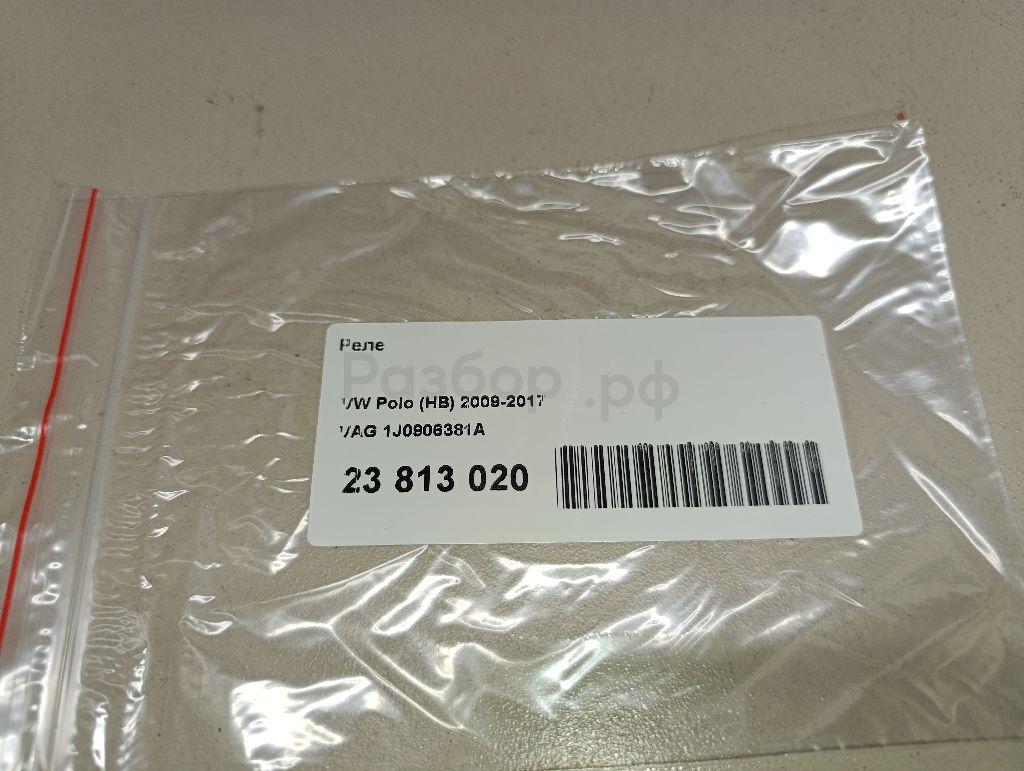 Реле
Разбор.рф
VW Polo (HB) 2009-2017
VAG 1J0906381A
23 813 020